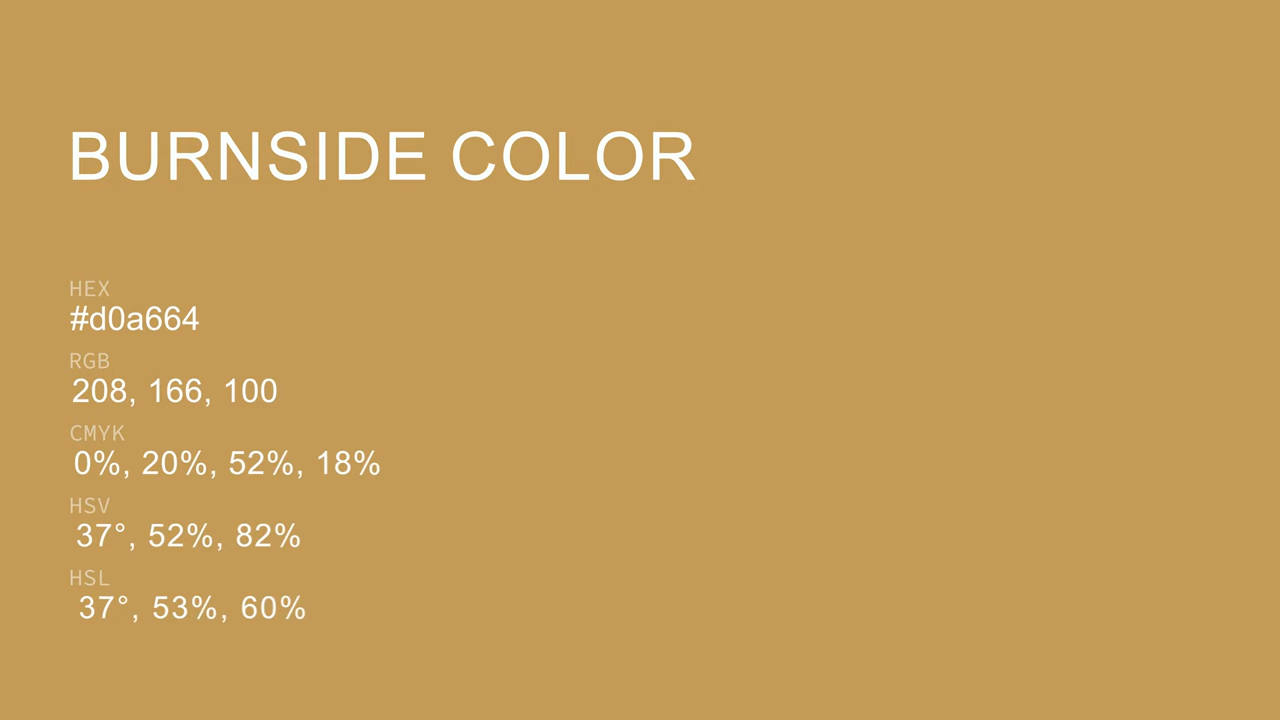 BURNSIDE COLOR
HEX
#d0a664
RGB
208, 166, 100
CMYK
0%, 20%, 52%, 18%
HSV
37°, 52%, 82%
HSL
37°, 53%, 60%